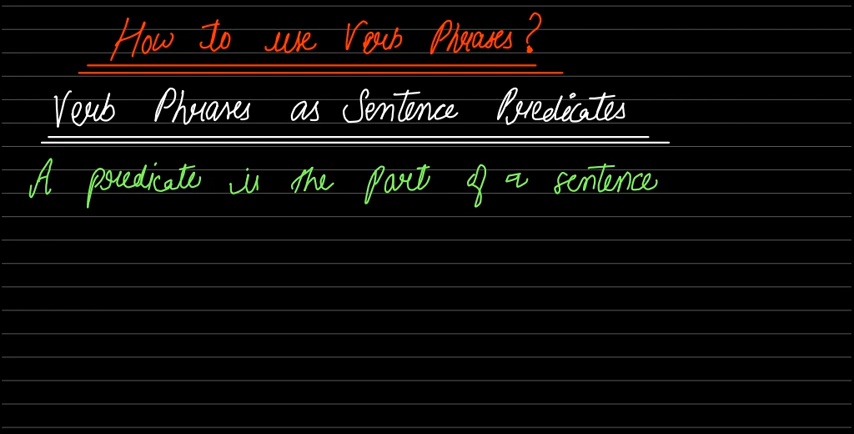 How to use Verb Phrases?
Verb Phrases as Sentence Predicates
A predicate is the part of a sentence